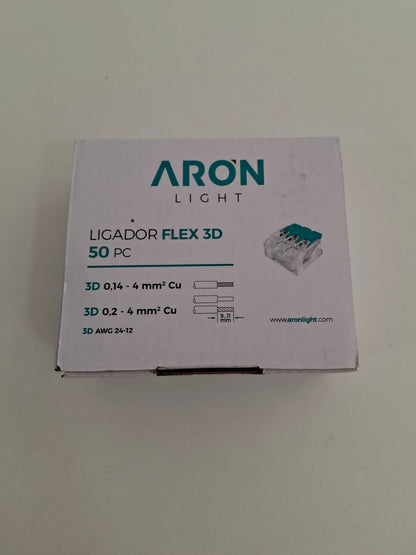 ARON
LIGHT
LIGADOR FLEX 3D
50 PC
3D 0,14 - 4 mm² Cu
3D 0,2 - 4 mm² Cu
9..11
mm
3D AWG 24-12
www.aronlight.com